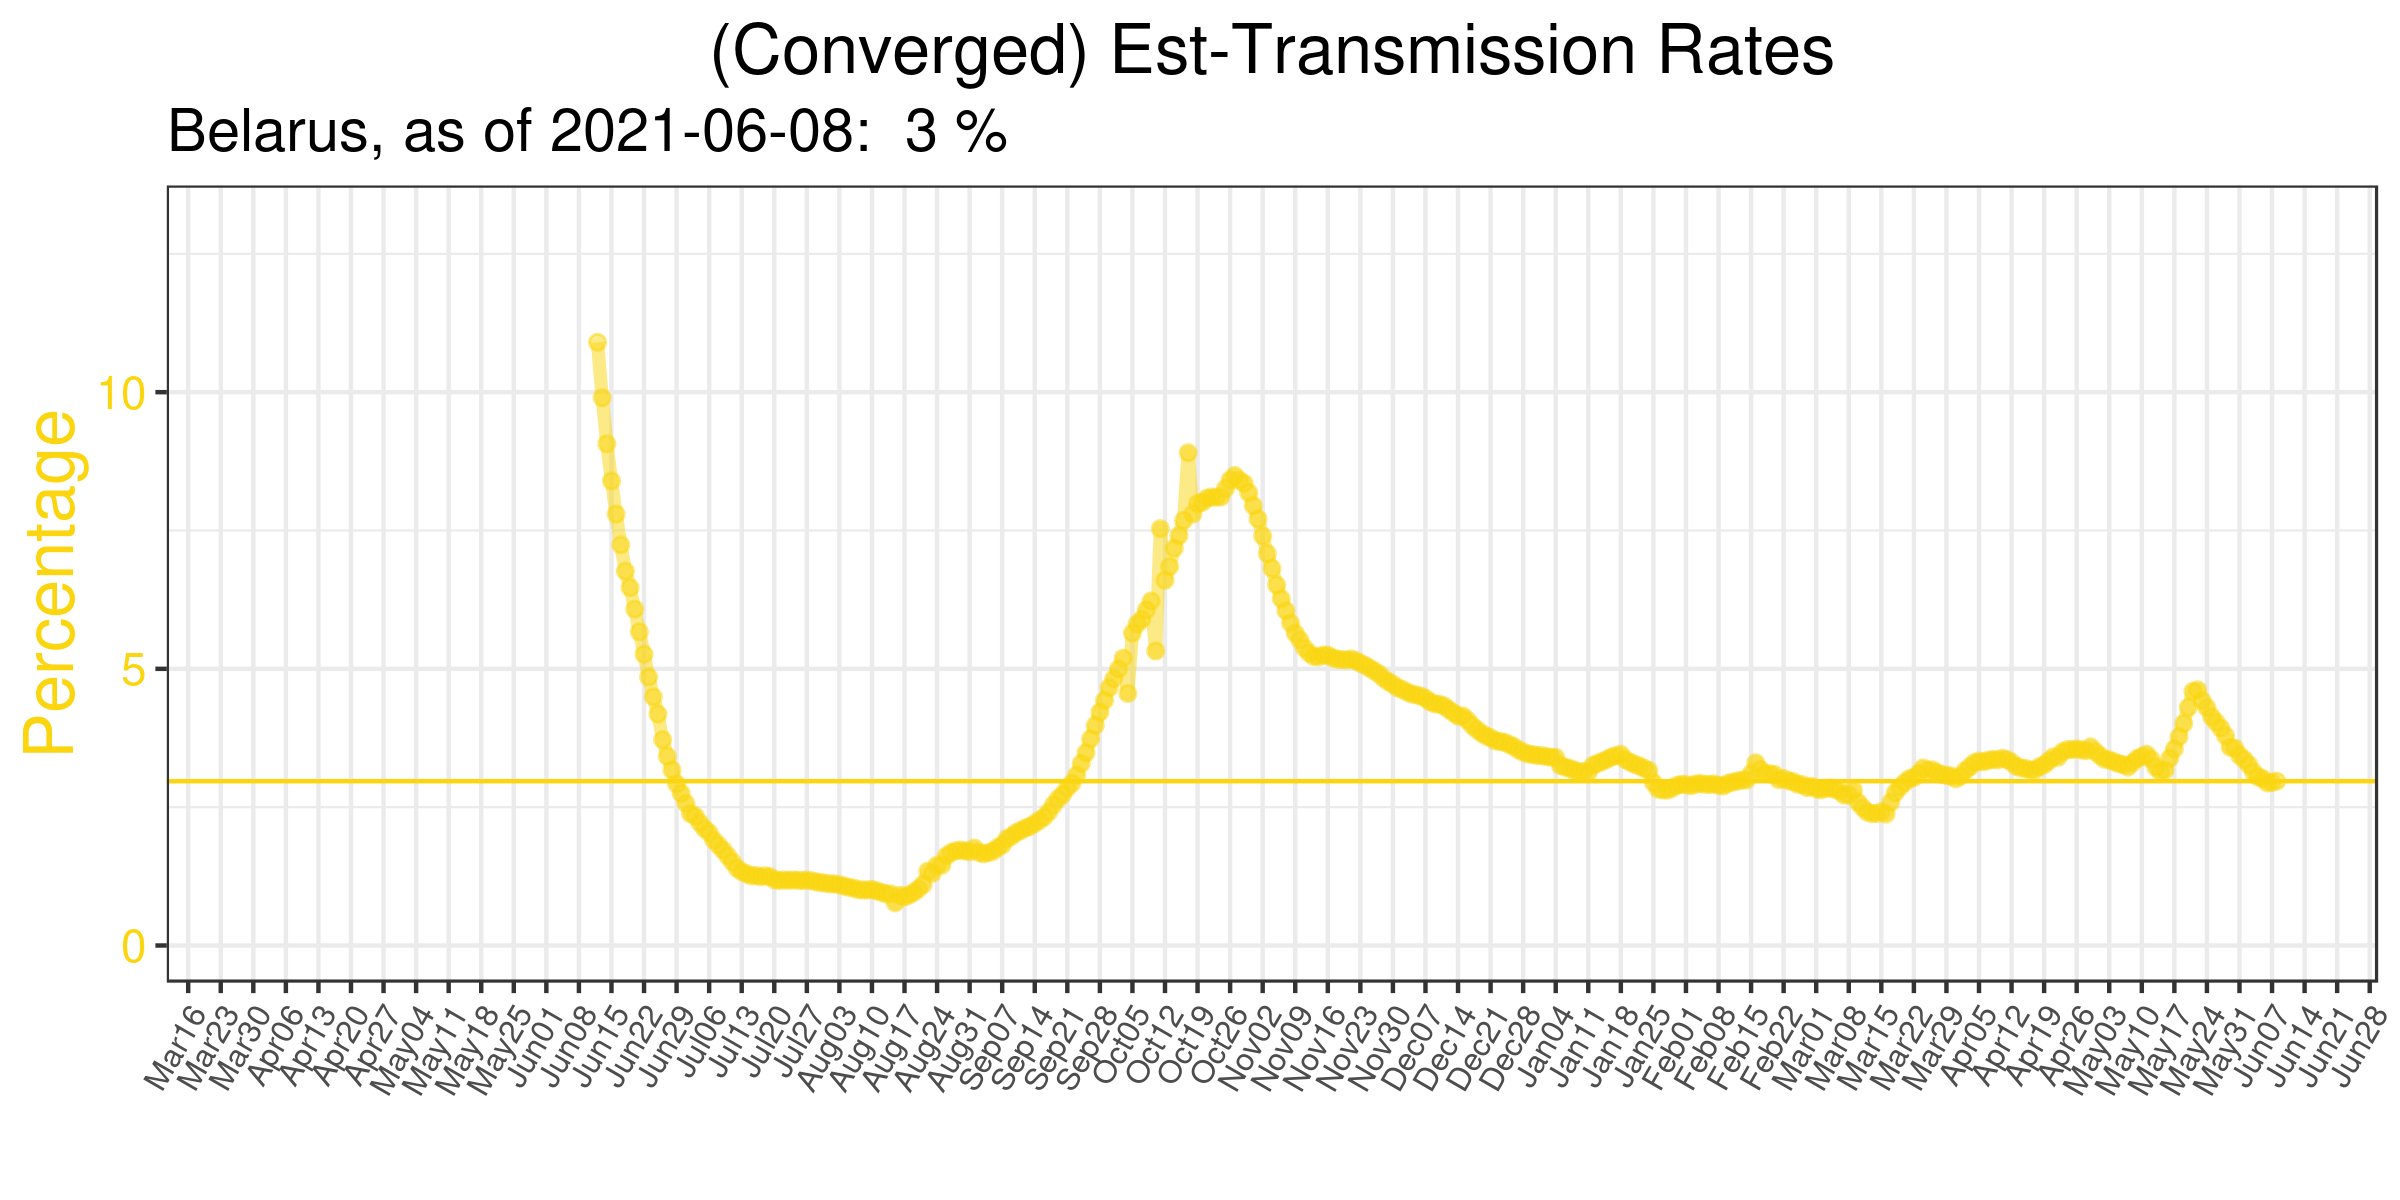 (Converged) Est-Transmission Rates
Belarus, as of 2021-06-08:  3 %
Percentage
10
5
0
Mar16
Mar23
Mar30
Apr06
Apr13
Apr20
Apr27
May04
May11
May18
May25
Jun01
Jun08
Jun15
Jun22
Jun29
Jul06
Jul13
Jul20
Jul27
Aug03
Aug10
Aug17
Aug24
Aug31
Sep07
Sep14
Sep21
Sep28
Oct05
Oct12
Oct19
Oct26
Nov02
Nov09
Nov16
Nov23
Nov30
Dec07
Dec14
Dec21
Dec28
Jan04
Jan11
Jan18
Jan25
Feb01
Feb08
Feb15
Feb22
Mar01
Mar08
Mar15
Mar22
Mar29
Apr05
Apr12
Apr19
Apr26
May03
May10
May17
May24
May31
Jun07
Jun14
Jun21
Jun28